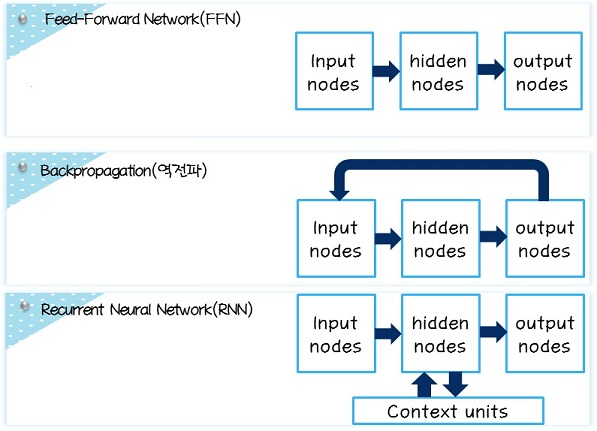 Feed-Forward Network(FFN)
Input nodes
hidden nodes
output nodes
Backpropagation(역전파)
Input nodes
hidden nodes
output nodes
Recurrent Neural Network(RNN)
Input nodes
hidden nodes
output nodes
Context units